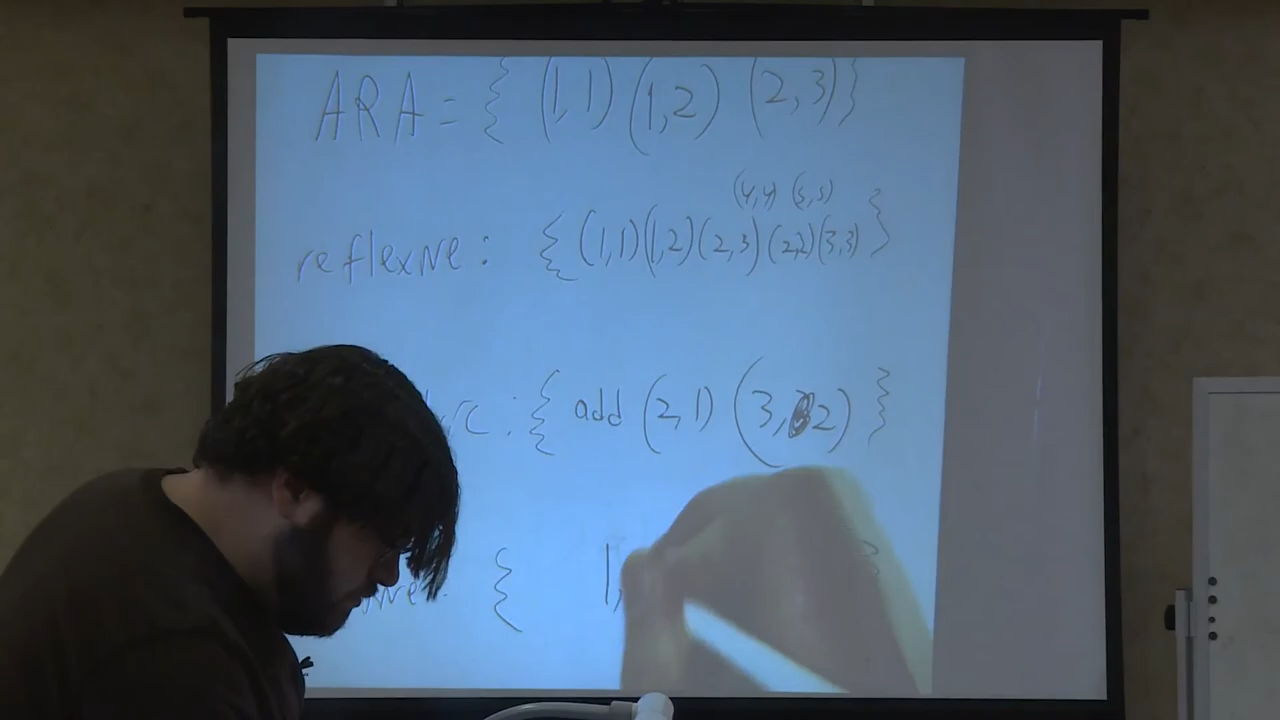 ARA = { (1,1) (1,2) (2,3) }
(4,4) (5,5)
reflexive : { (1,1) (1,2) (2,3) (2,2) (3,3) }
: { add (2,1) (3, 2) }
{ 1, }